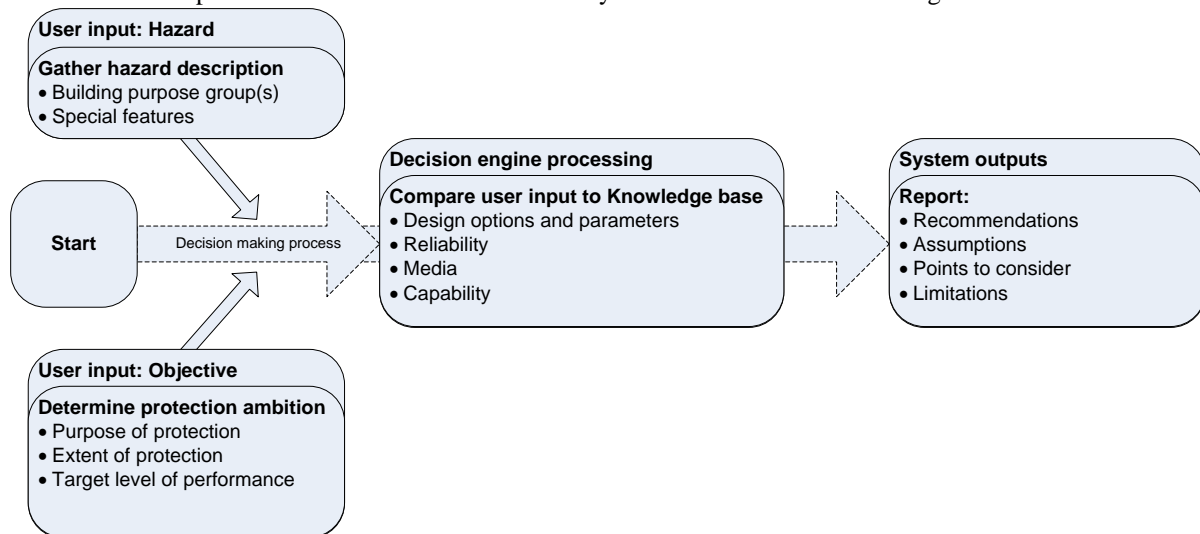 User input: Hazard
Gather hazard description
• Building purpose group(s)
• Special features
Start
Decision making process
Decision engine processing
Compare user input to Knowledge base
• Design options and parameters
• Reliability
• Media
• Capability
System outputs
Report:
• Recommendations
• Assumptions
• Points to consider
• Limitations
User input: Objective
Determine protection ambition
• Purpose of protection
• Extent of protection
• Target level of performance